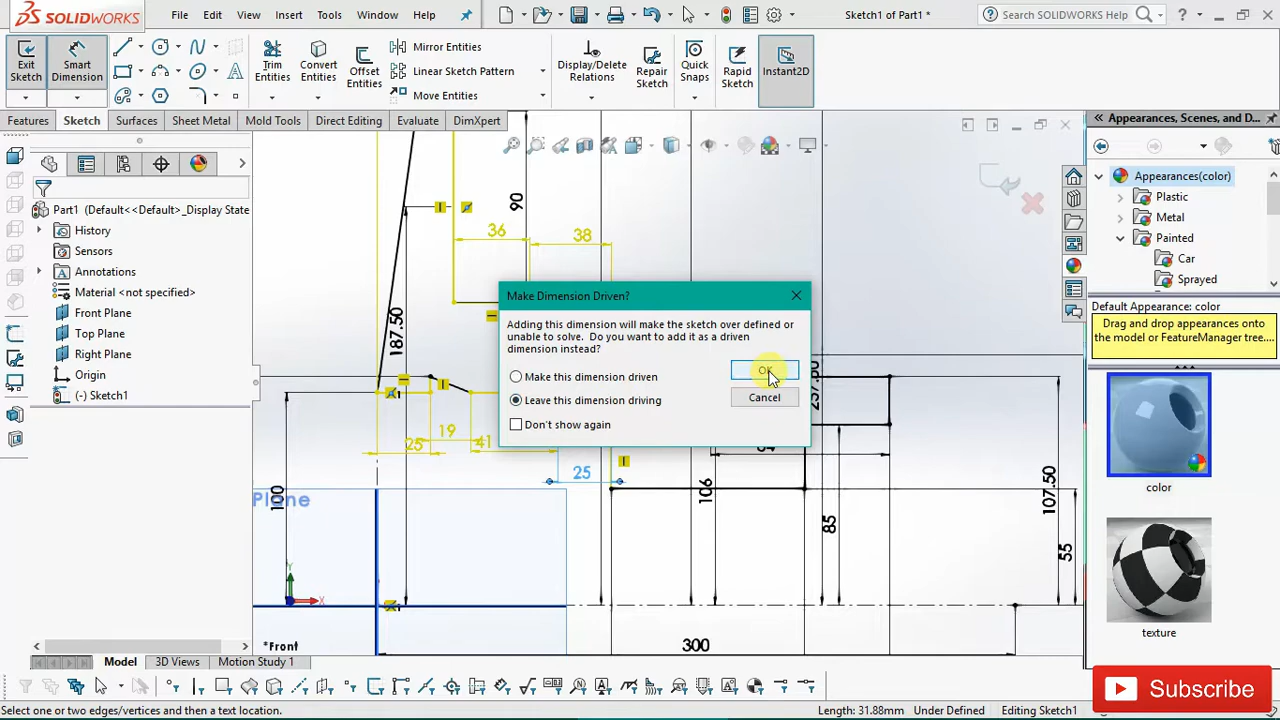 SOLIDWORKS
File Edit View Insert Tools Window Help
Sketch1 of Part1 *
Search SOLIDWORKS Help
?
Exit Sketch
Smart Dimension
Trim Entities
Convert Entities
Offset Entities
Mirror Entities
Linear Sketch Pattern
Move Entities
Display/Delete Relations
Repair Sketch
Quick Snaps
Rapid Sketch
Instant2D
Features Sketch Surfaces Sheet Metal Mold Tools Direct Editing Evaluate DimXpert
Appearances, Scenes, and D...
Part1 (Default<<Default>_Display State
History
Sensors
Annotations
Material <not specified>
Front Plane
Top Plane
Right Plane
Origin
(-) Sketch1
90
36
38
187.50
25
19
41
25
100
106
85
107.50
55
300
Plane
Y
X
*Front
Make Dimension Driven?
Adding this dimension will make the sketch over defined or
unable to solve. Do you want to add it as a driven
dimension instead?
Make this dimension driven
Leave this dimension driving
Don't show again
OK
Cancel
Appearances(color)
Plastic
Metal
Painted
Car
Sprayed
Default Appearance: color
Drag and drop appearances onto
the model or FeatureManager tree...
color
texture
Model 3D Views Motion Study 1
Subscribe
Select one or two edges/vertices and then a text location.
Length: 31.88mm Under Defined Editing Sketch1